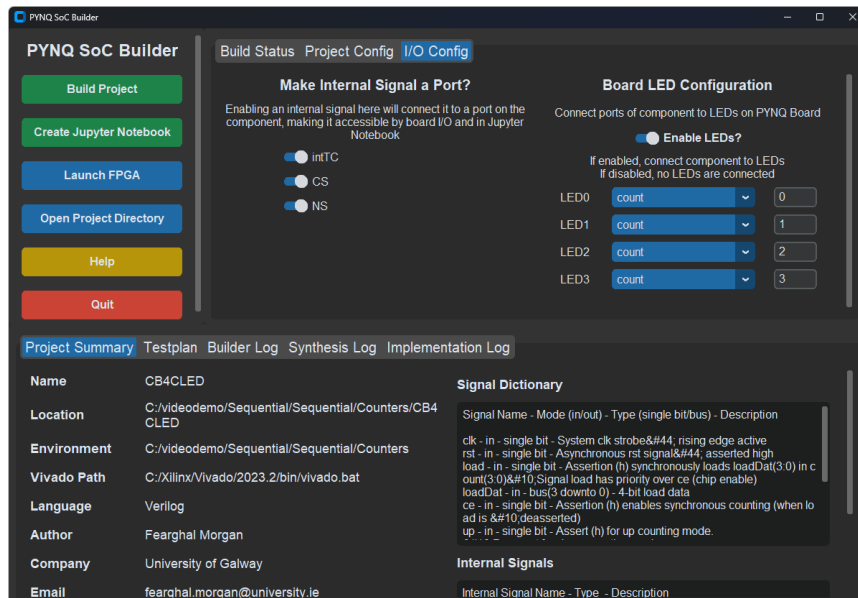 PYNQ SoC Builder
PYNQ SoC Builder
Build Project
Create Jupyter Notebook
Launch FPGA
Open Project Directory
Help
Quit
Build Status Project Config I/O Config
Make Internal Signal a Port?
Enabling an internal signal here will connect it to a port on the
component, making it accessible by board I/O and in Jupyter
Notebook
intTC
CS
NS
Board LED Configuration
Connect ports of component to LEDs on PYNQ Board
Enable LEDs?
If enabled, connect component to LEDs
If disabled, no LEDs are connected
LED0 count 0
LED1 count 1
LED2 count 2
LED3 count 3
Project Summary Testplan Builder Log Synthesis Log Implementation Log
Name CB4CLED
Location C:/videodemo/Sequential/Sequential/Counters/CB4
CLED
Environment C:/videodemo/Sequential/Sequential/Counters
Vivado Path C:/Xilinx/Vivado/2023.2/bin/vivado.bat
Language Verilog
Author Fearghal Morgan
Company University of Galway
Email fearghal.morgan@university.ie
Signal Dictionary
Signal Name - Mode (in/out) - Type (single bit/bus) - Description
clk - in - single bit - System clk strobe&#44; rising edge active
rst - in - single bit - Asynchronous rst signal&#44; asserted high
load - in - single bit - Assertion (h) synchronously loads loadDat(3:0) in c
ount(3:0)&#10;Signal load has priority over ce (chip enable)
loadDat - in - bus(3 downto 0) - 4-bit load data
ce - in - single bit - Assertion (h) enables synchronous counting (when lo
ad is &#10;deasserted)
up - in - single bit - Assert (h) for up counting mode.
Internal Signals
Internal Signal Name - Type - Description